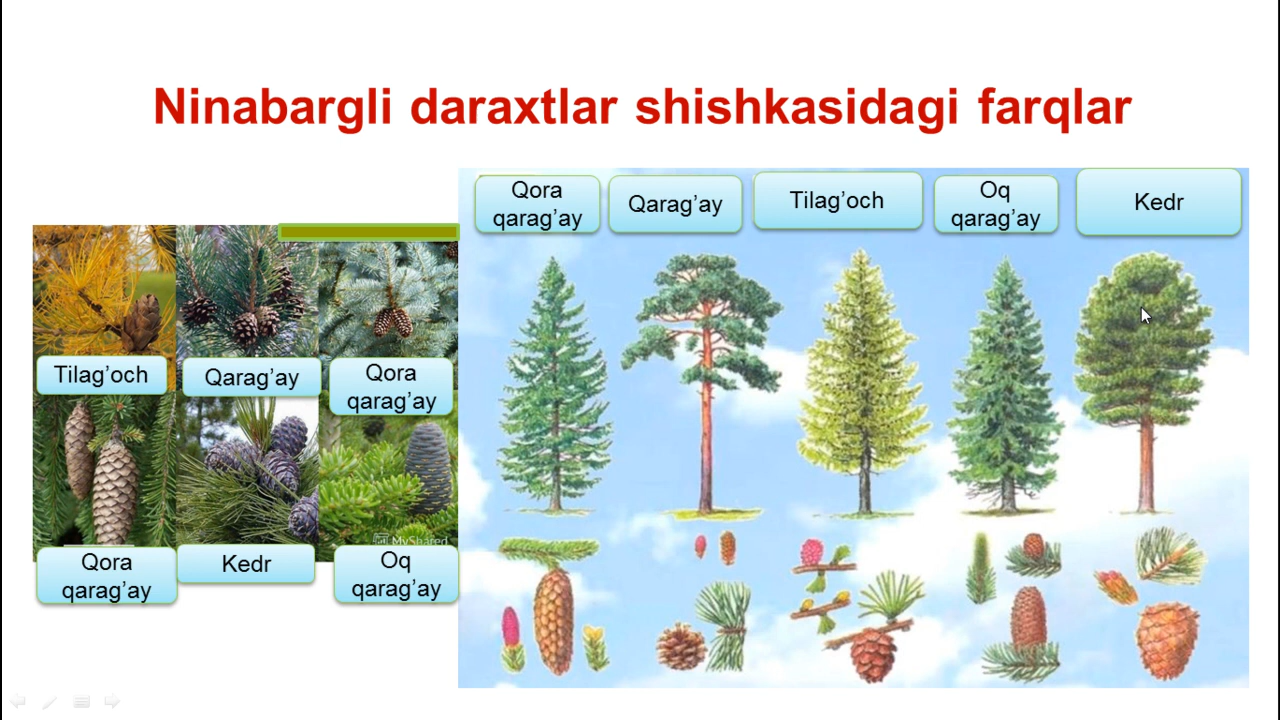 Ninabargli daraxtlar shishkasidagi farqlar
Qora
qarag’ay
Qarag’ay
Tilag’och
Oq
qarag’ay
Kedr
Tilag’och
Qarag’ay
Qora
qarag’ay
MyShared
Qora
qarag’ay
Kedr
Oq
qarag’ay